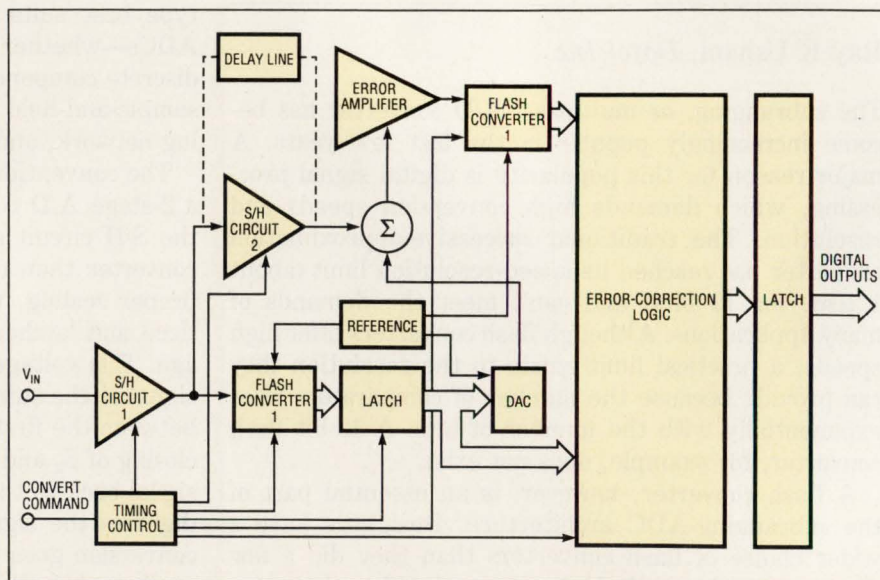 DELAY LINE
ERROR
AMPLIFIER
FLASH
CONVERTER
1
S/H
CIRCUIT
2
Σ
REFERENCE
ERROR-CORRECTION
LOGIC
LATCH
DIGITAL
OUTPUTS
VIN
S/H
CIRCUIT
1
FLASH
CONVERTER
1
LATCH
DAC
CONVERT
COMMAND
TIMING
CONTROL